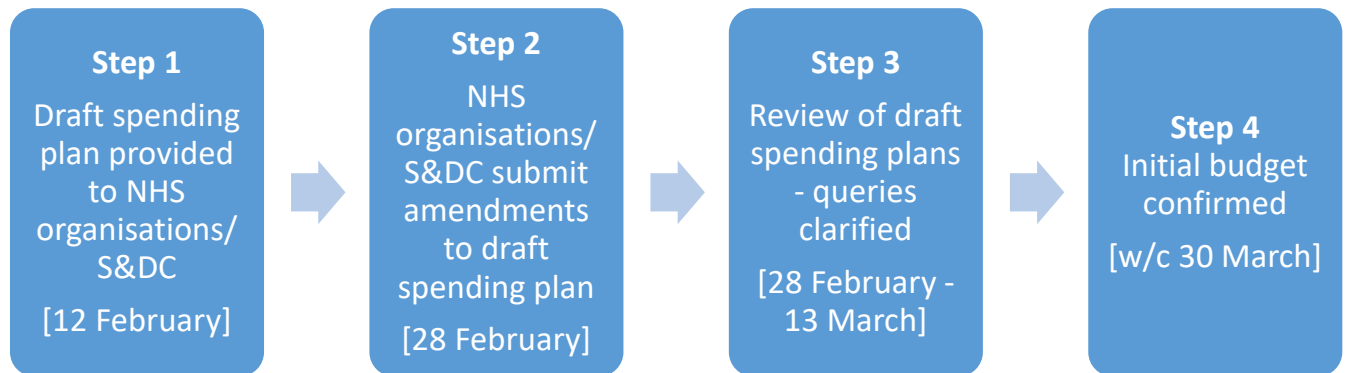 Step 1
Draft spending
plan provided
to NHS
organisations/
S&DC
[12 February]
Step 2
NHS
organisations/
S&DC submit
amendments
to draft
spending plan
[28 February]
Step 3
Review of draft
spending plans
- queries
clarified
[28 February -
13 March]
Step 4
Initial budget
confirmed
[w/c 30 March]